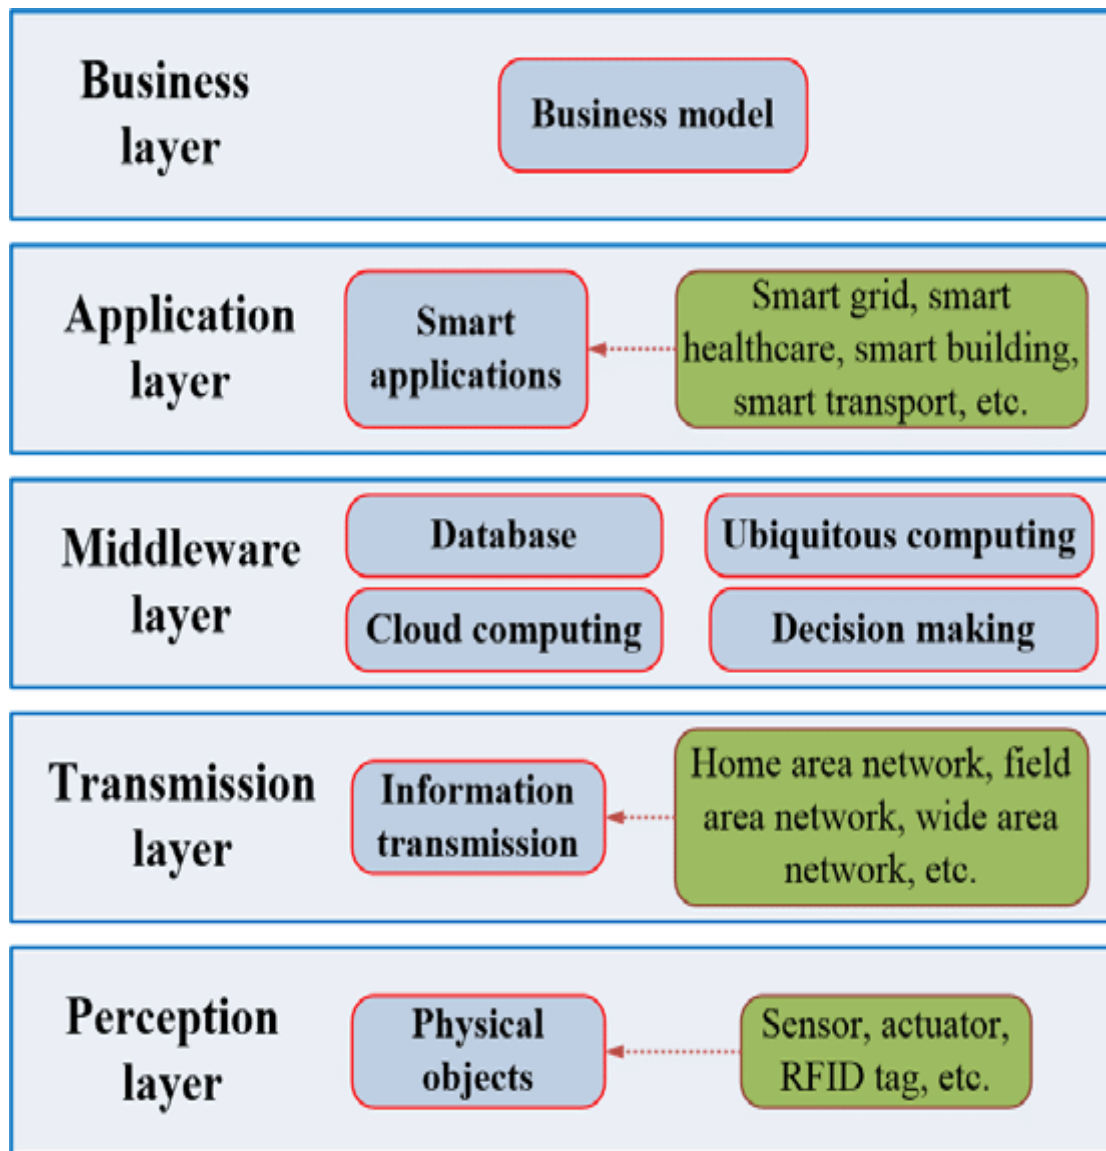 Business
layer
Business model
Application
layer
Smart
applications
Smart grid, smart
healthcare, smart building,
smart transport, etc.
Middleware
layer
Database
Ubiquitous computing
Cloud computing
Decision making
Transmission
layer
Information
transmission
Home area network, field
area network, wide area
network, etc.
Perception
layer
Physical
objects
Sensor, actuator,
RFID tag, etc.